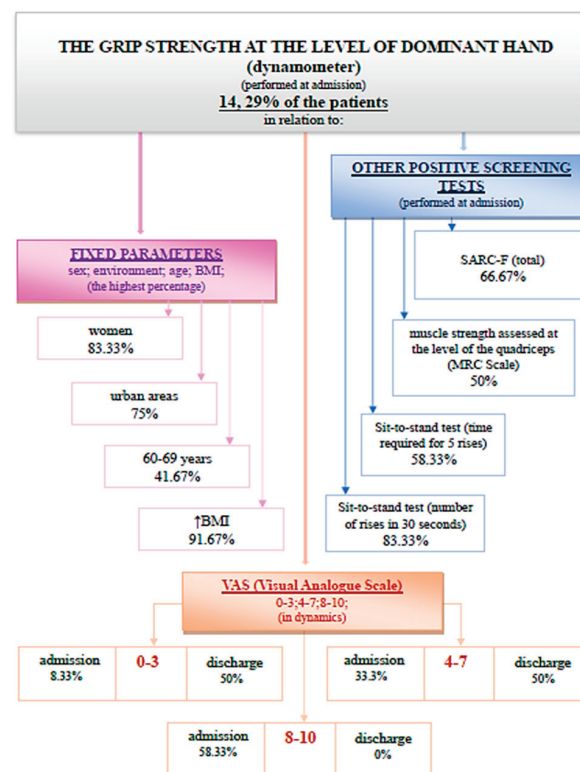 THE GRIP STRENGTH AT THE LEVEL OF DOMINANT HAND
(dynamometer)
(performed at admission)
14, 29% of the patients
in relation to:
OTHER POSITIVE SCREENING
TESTS
(performed at admission)
SARC-F (total)
66.67%
muscle strength assessed at
the level of the quadriceps
(MRC Scale)
50%
Sit-to-stand test (time
required for 5 rises)
58.33%
Sit-to-stand test (number
of rises in 30 seconds)
83.33%
FIXED PARAMETERS
sex; environment; age; BMI;
(the highest percentage)
women
83.33%
urban areas
75%
60-69 years
41.67%
↑BMI
91.67%
VAS (Visual Analogue Scale)
0-3;4-7;8-10;
(in dynamics)
admission
8.33%
0-3
discharge
50%
admission
33.3%
4-7
discharge
50%
admission
58.33%
8-10
discharge
0%